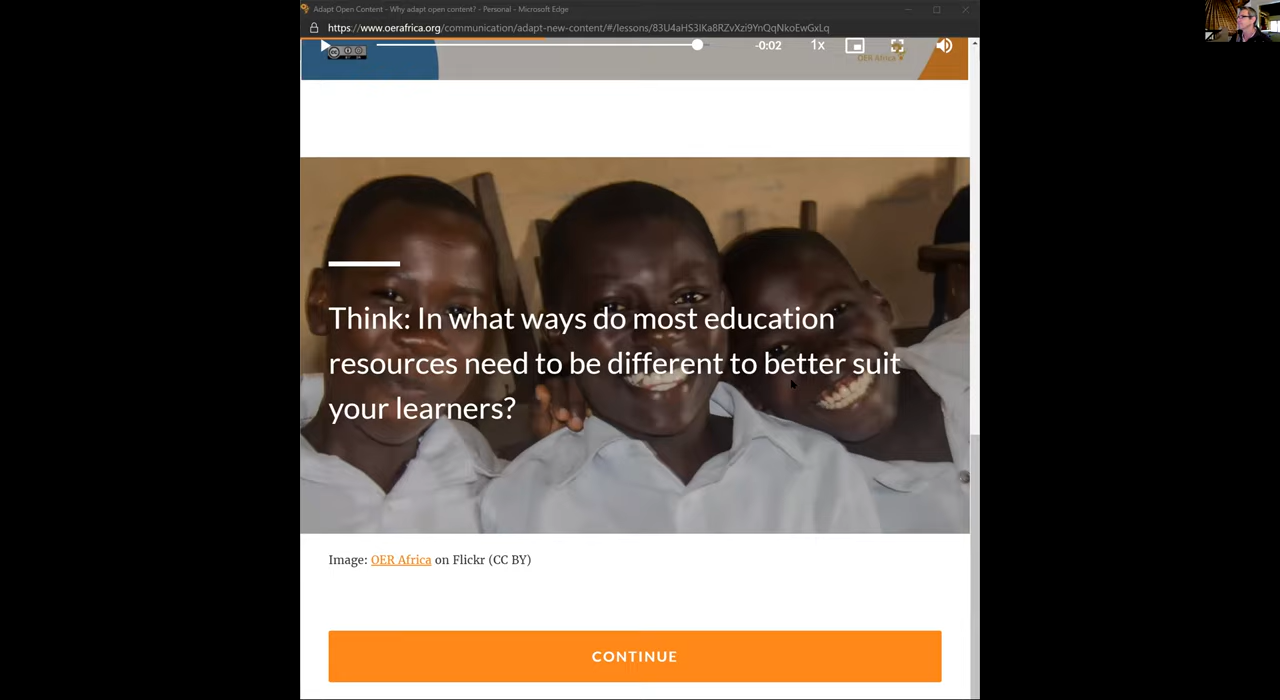 Adapt Open Content - Why adapt open content? - Personal - Microsoft Edge
https://www.oerafrica.org/communication/adapt-new-content/#/lessons/83U4aHS3IKa8RZvXzi9YnQqNkoEwGxLq
-0:02 1x
OER Africa
Think: In what ways do most education
resources need to be different to better suit
your learners?
Image: OER Africa on Flickr (CC BY)
CONTINUE